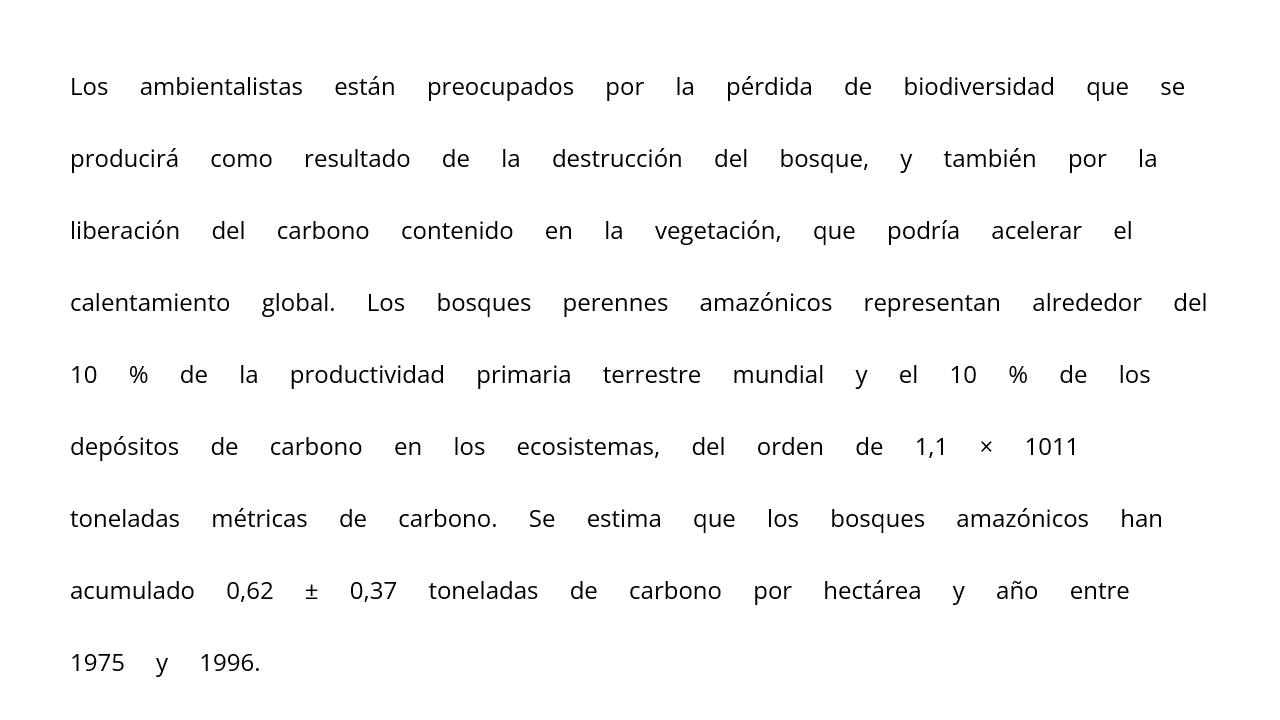 Los ambientalistas están preocupados por la pérdida de biodiversidad que se
producirá como resultado de la destrucción del bosque, y también por la
liberación del carbono contenido en la vegetación, que podría acelerar el
calentamiento global. Los bosques perennes amazónicos representan alrededor del
10 % de la productividad primaria terrestre mundial y el 10 % de los
depósitos de carbono en los ecosistemas, del orden de 1,1 × 1011
toneladas métricas de carbono. Se estima que los bosques amazónicos han
acumulado 0,62 ± 0,37 toneladas de carbono por hectárea y año entre
1975 y 1996.